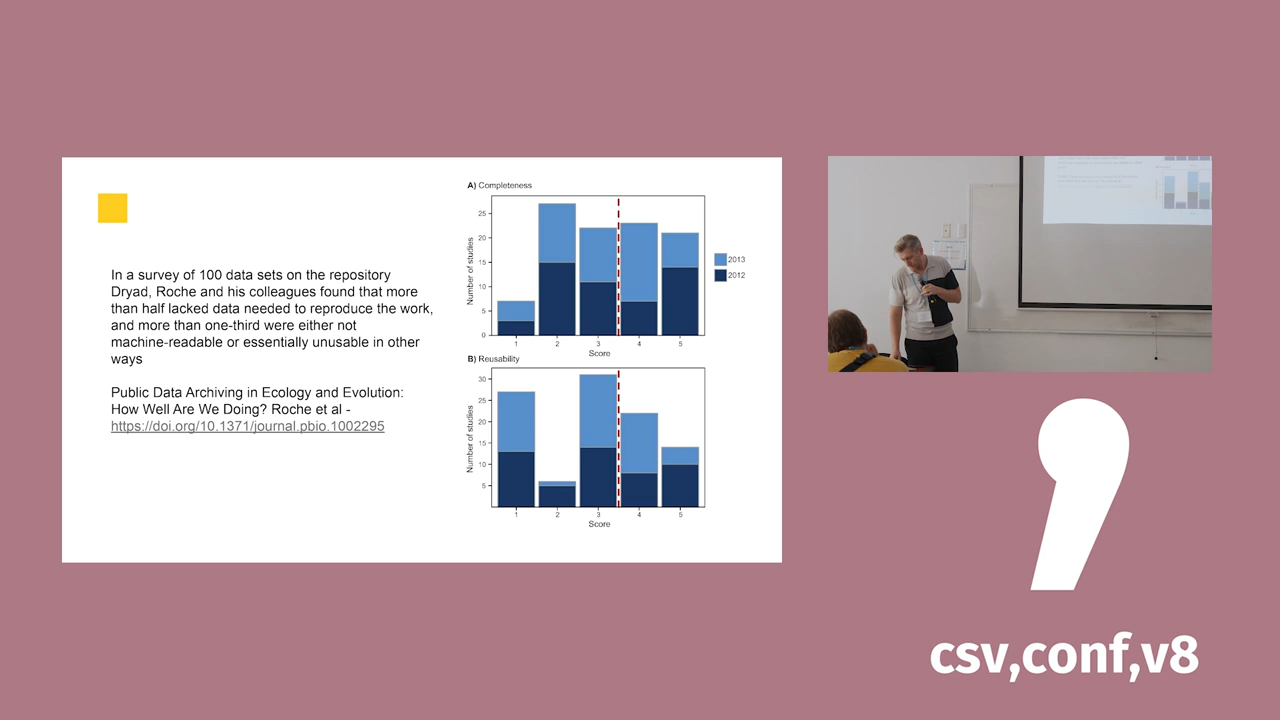 In a survey of 100 data sets on the repository
Dryad, Roche and his colleagues found that more
than half lacked data needed to reproduce the work,
and more than one-third were either not
machine-readable or essentially unusable in other
ways
Public Data Archiving in Ecology and Evolution:
How Well Are We Doing? Roche et al -
https://doi.org/10.1371/journal.pbio.1002295
A) Completeness
Number of studies
25
20
15
10
5
0
1 2 3 4 5
Score
2013
2012
B) Reusability
Number of studies
30
25
20
15
10
5
1 2 3 4 5
Score
,
csv,conf,v8